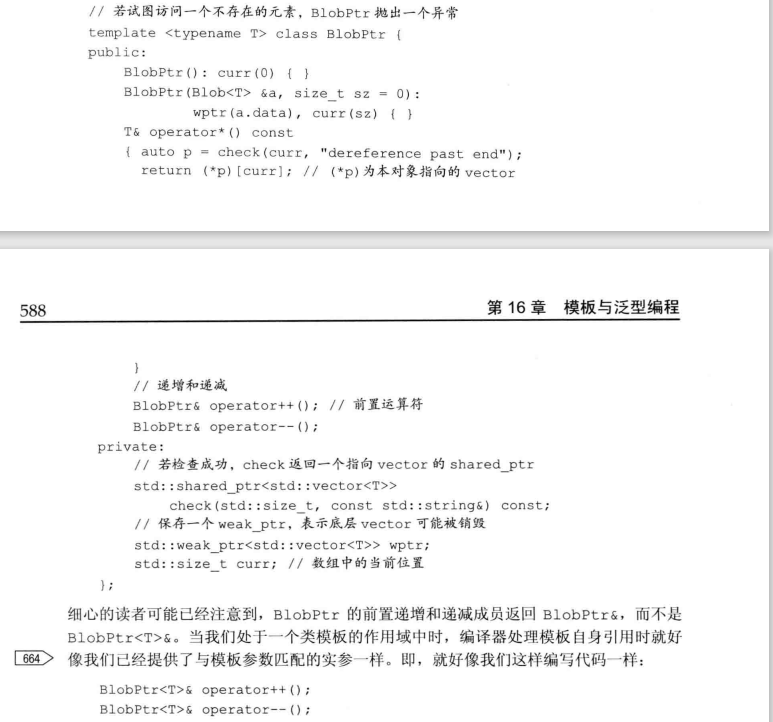 // 若试图访问一个不存在的元素，BlobPtr 抛出一个异常
template <typename T> class BlobPtr {
public:
BlobPtr(): curr(0) { }
BlobPtr(Blob<T> &a, size_t sz = 0):
wptr(a.data), curr(sz) { }
T& operator*() const
{ auto p = check(curr, "dereference past end");
return (*p)[curr]; // (*p)为本对象指向的 vector
588
第 16 章 模板与泛型编程
}
// 递增和递减
BlobPtr& operator++(); // 前置运算符
BlobPtr& operator--();
private:
// 若检查成功，check 返回一个指向 vector 的 shared_ptr
std::shared_ptr<std::vector<T>>
check(std::size_t, const std::string&) const;
// 保存一个 weak_ptr，表示底层 vector 可能被销毁
std::weak_ptr<std::vector<T>> wptr;
std::size_t curr; // 数组中的当前位置
};
细心的读者可能已经注意到，BlobPtr 的前置递增和递减成员返回 BlobPtr&，而不是
BlobPtr<T>&。当我们处于一个类模板的作用域中时，编译器处理模板自身引用时就好
664 像我们已经提供了与模板参数匹配的实参一样。即，就好像我们这样编写代码一样：
BlobPtr<T>& operator++();
BlobPtr<T>& operator--();